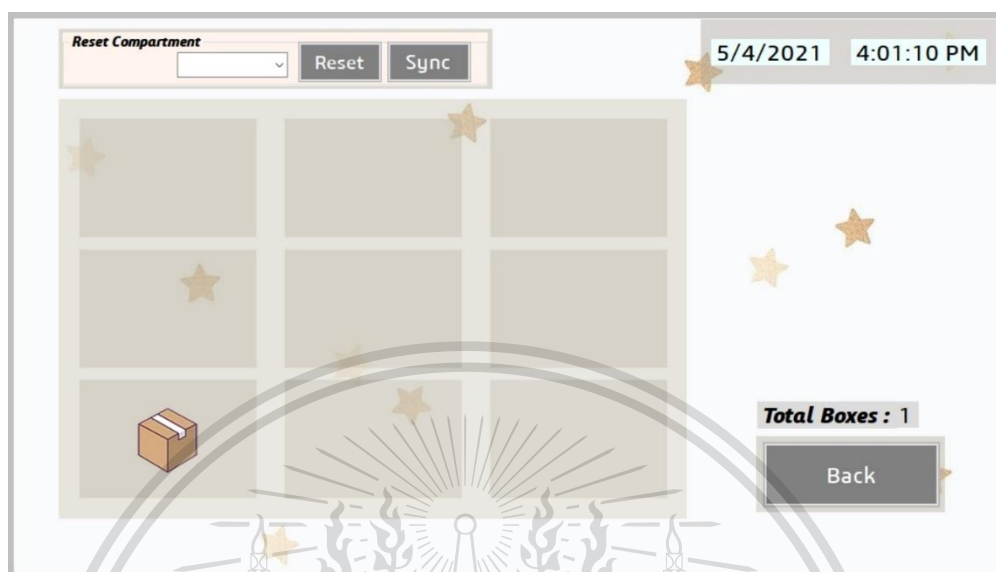 Reset Compartment
Reset Sync
5/4/2021 4:01:10 PM
Total Boxes : 1
Back